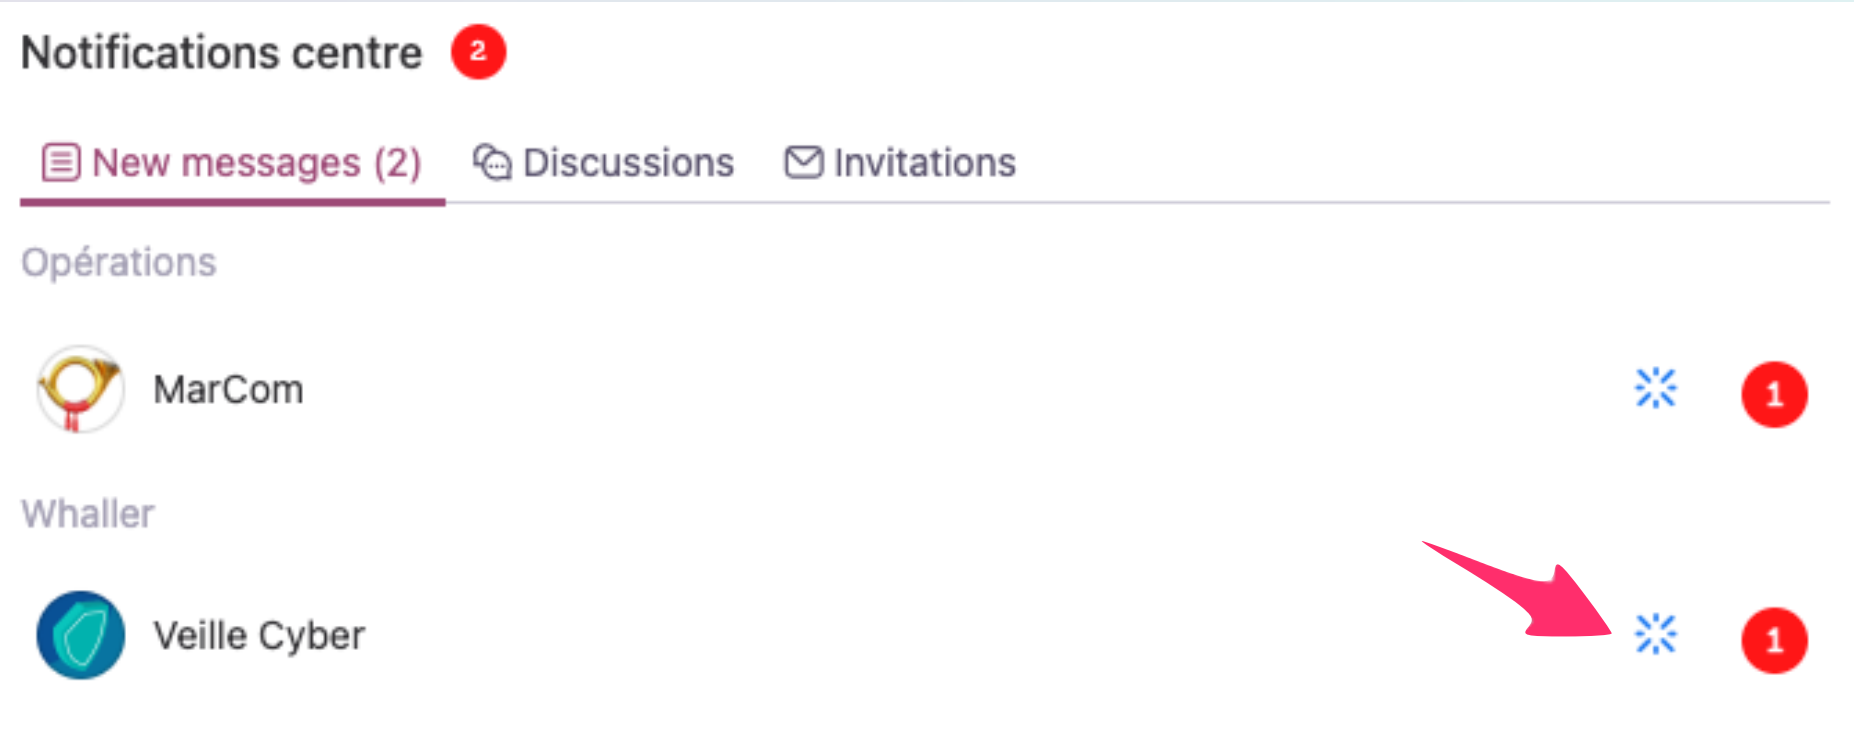 Notifications centre 2
New messages (2) Discussions Invitations
Opérations
MarCom 1
Whaller
Veille Cyber 1